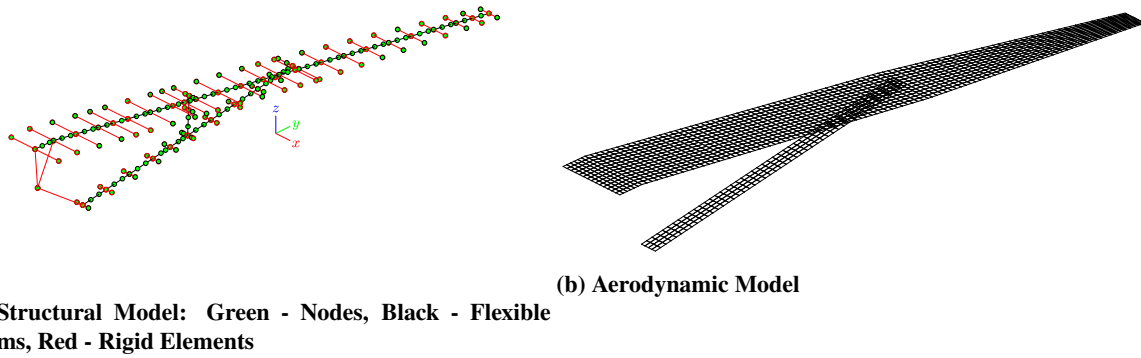 z
y
x
(b) Aerodynamic Model
Structural Model: Green - Nodes, Black - Flexible
ms, Red - Rigid Elements